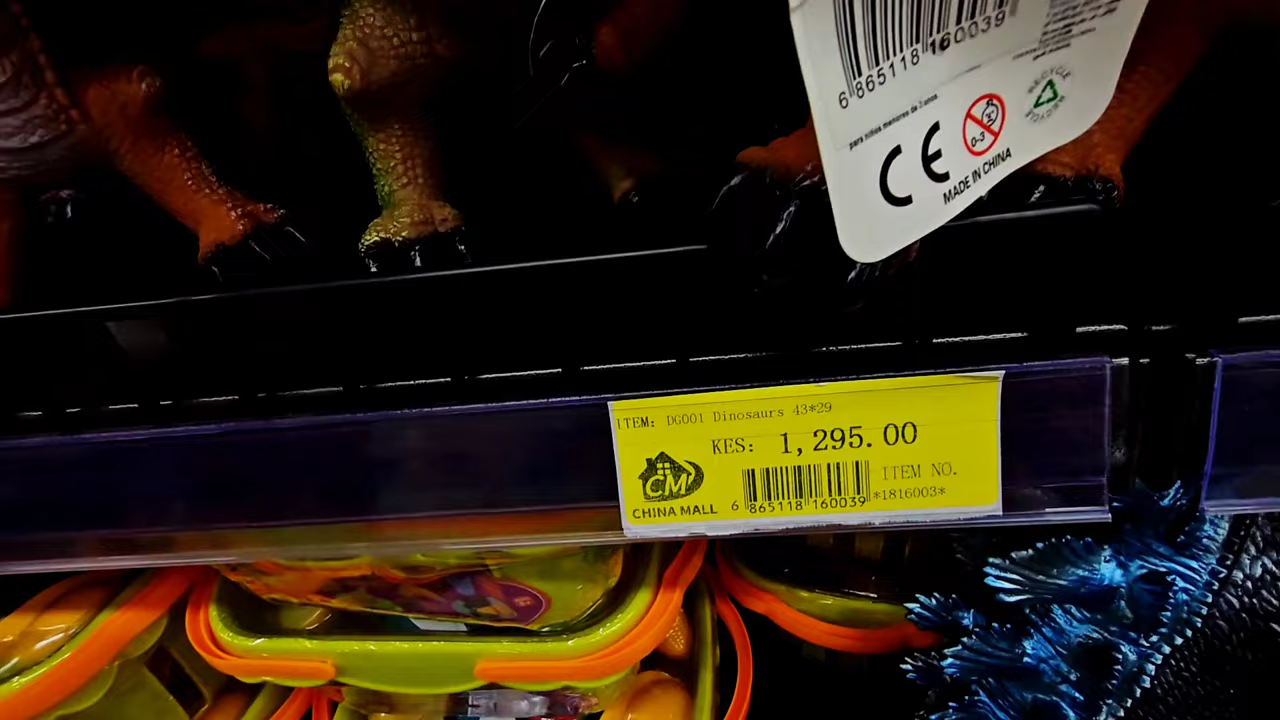 6 865118 160039
para niños menores de 3 anos
CE
0-3
RECYCLE
MADE IN CHINA
ITEM: DG001 Dinosaurs 43*29
KES: 1,295.00
CM
CHINA MALL
6 865118 160039
ITEM NO.
*1816003*